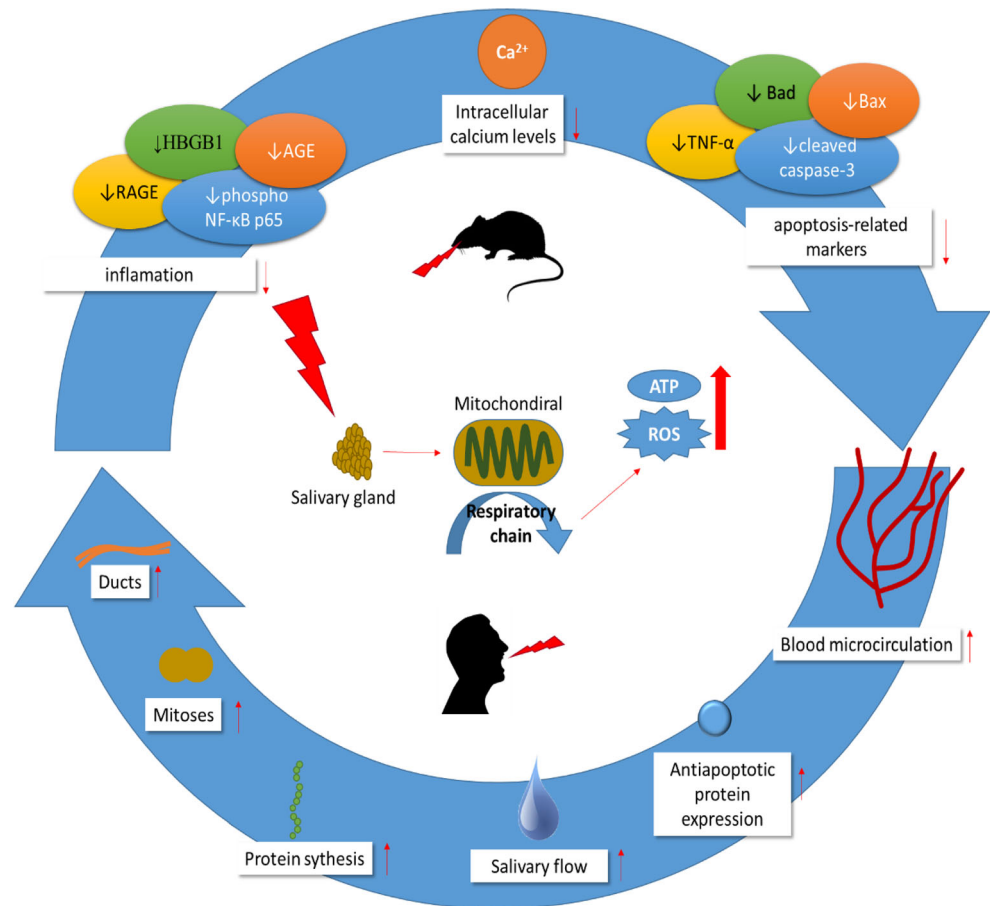 Ca²⁺
Intracellular
calcium levels ↓
↓HBGB1
↓AGE
↓RAGE
↓phospho
NF-κB p65
inflamation ↓
↓ Bad
↓Bax
↓TNF-α
↓cleaved
caspase-3
apoptosis-related
markers ↓
ATP
ROS
Mitochondiral
Salivary gland
Respiratory
chain
Ducts ↑
Mitoses ↑
Protein sythesis ↑
Salivary flow ↑
Antiapoptotic
protein
expression ↑
Blood microcirculation ↑